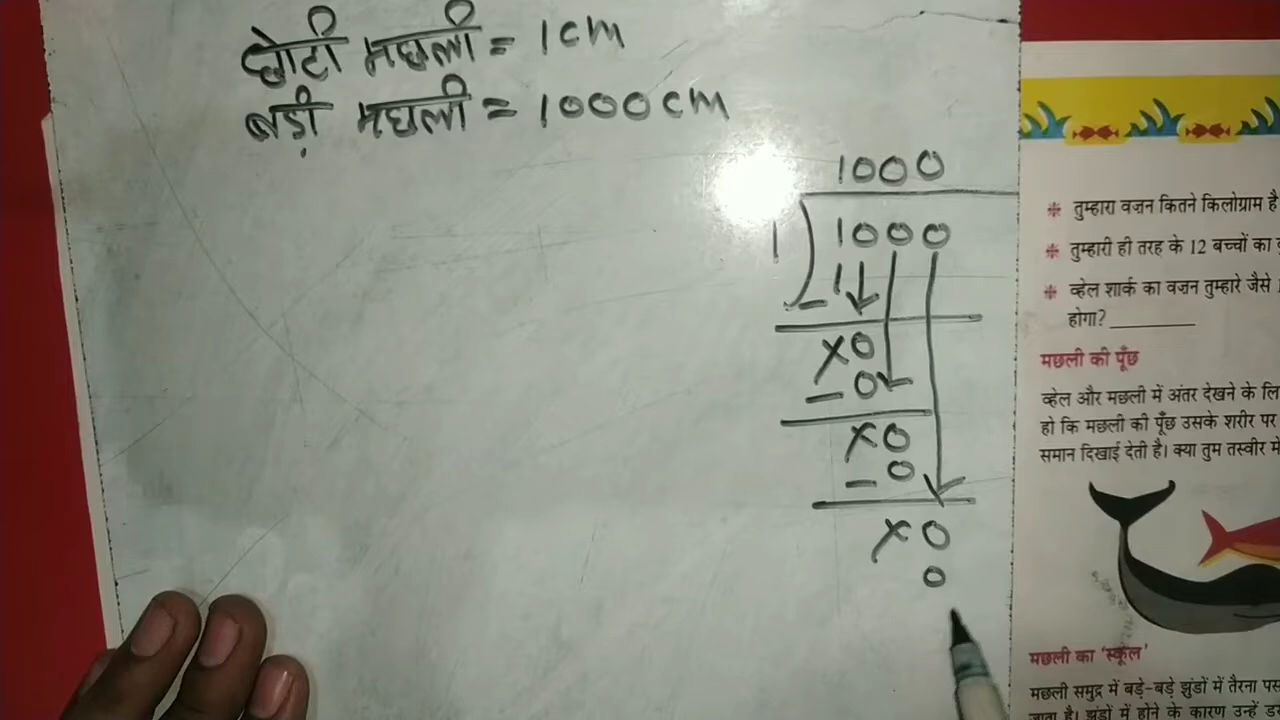 छोटी मछली = 1cm
बड़ी मछली = 1000cm
1000
1 1000
- 1
x0
- 0
x0
- 0
x0
0
तुम्हारा वज़न कितने किलोग्राम है
तुम्हारी ही तरह के 12 बच्चों का
व्हेल शार्क का वज़न तुम्हारे जैसे
होगा?
मछली की पूँछ
व्हेल और मछली में अंतर देखने के लि
हो कि मछली की पूँछ उसके शरीर पर
समान दिखाई देती है। क्या तुम तस्वीर में
मछली का 'स्कूल'
मछली समुद्र में बड़े-बड़े झुंडों में तैरना पस
जाता है। झुंडों में होने के कारण उन्हें